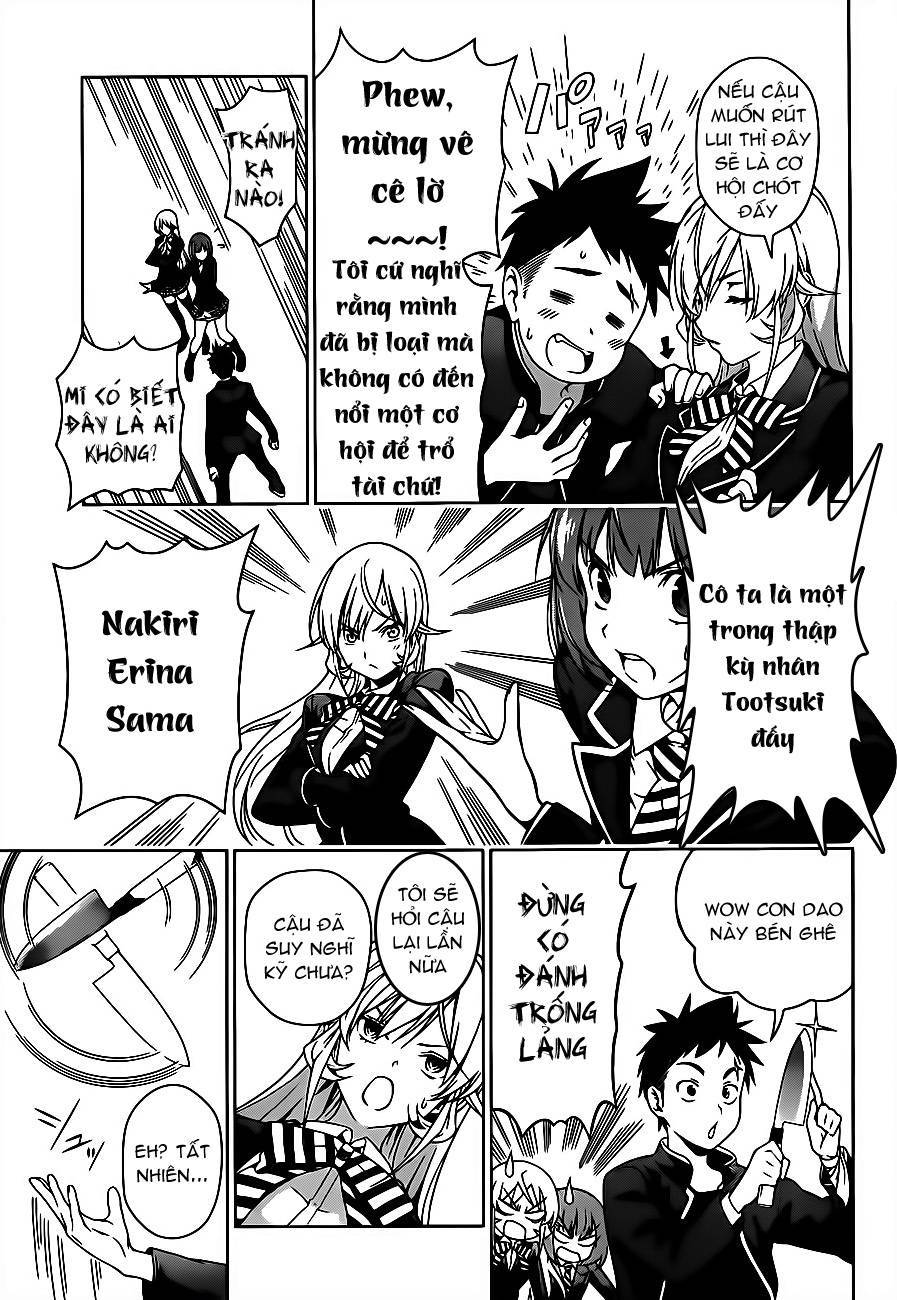 NẾU CẬU
MUỐN RÚT
LUI THÌ ĐÂY
SẼ LÀ CƠ
HỘI CHÓT
ĐẤY
Phew,
mừng vê
cê lờ
~~~!
Tôi cứ nghĩ
rằng mình
đã bị loại mà
không có đến
nổi một cơ
hội để trổ
tài chứ!
TRÁNH
RA
NÀO!
MI CÓ BIẾT
ĐÂY LÀ AI
KHÔNG?
Cô ta là một
trong thập
kỳ nhân
Tootsuki
đấy
Nakiri
Erina
Sama
WOW CON DAO
NÀY BÉN GHÊ
ĐỪNG
CÓ
ĐÁNH
TRỐNG
LẢNG
TÔI SẼ
HỎI CẬU
LẠI LẦN
NỮA
CẬU ĐÃ
SUY NGHĨ
KỸ CHƯA?
EH? TẤT
NHIÊN...